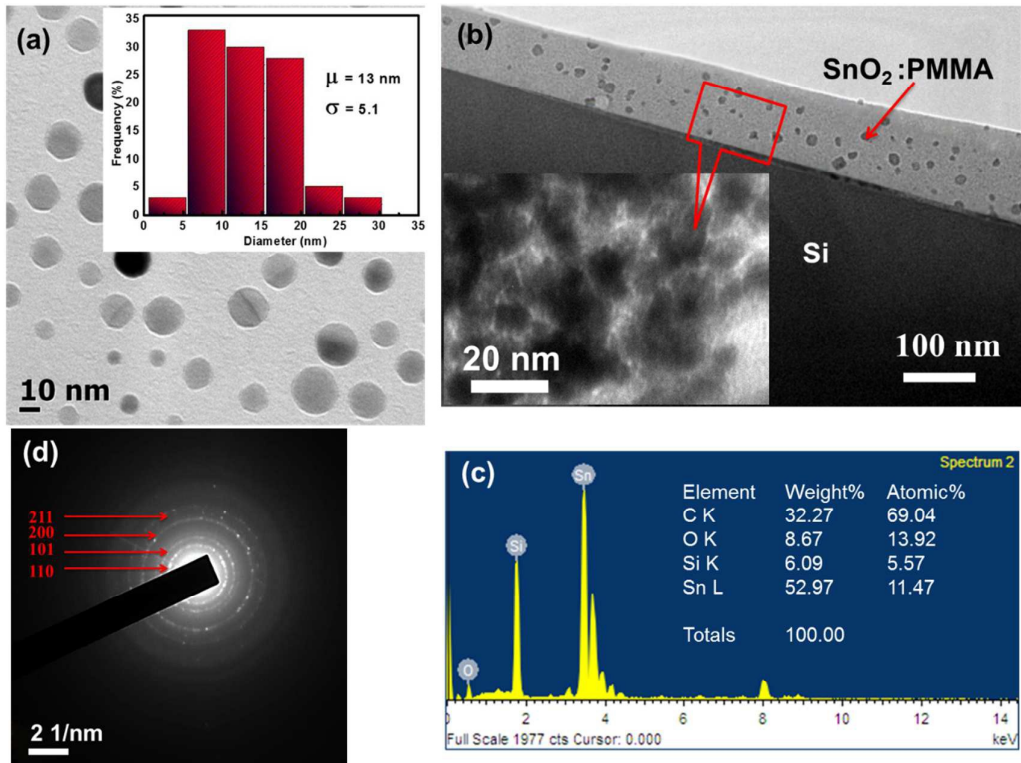 (a)
35
30
25
20
15
10
5
0
Frequency (%)
μ = 13 nm
σ = 5.1
0 5 10 15 20 25 30 35
Diameter (nm)
10 nm
(b)
SnO₂:PMMA
Si
20 nm
100 nm
(d)
211
200
101
110
2 1/nm
(c)
Spectrum 2
Sn
Si
O
Element Weight% Atomic%
C K 32.27 69.04
O K 8.67 13.92
Si K 6.09 5.57
Sn L 52.97 11.47
Totals 100.00
0 2 4 6 8 10 12 14
Full Scale 1977 cts Cursor: 0.000 keV